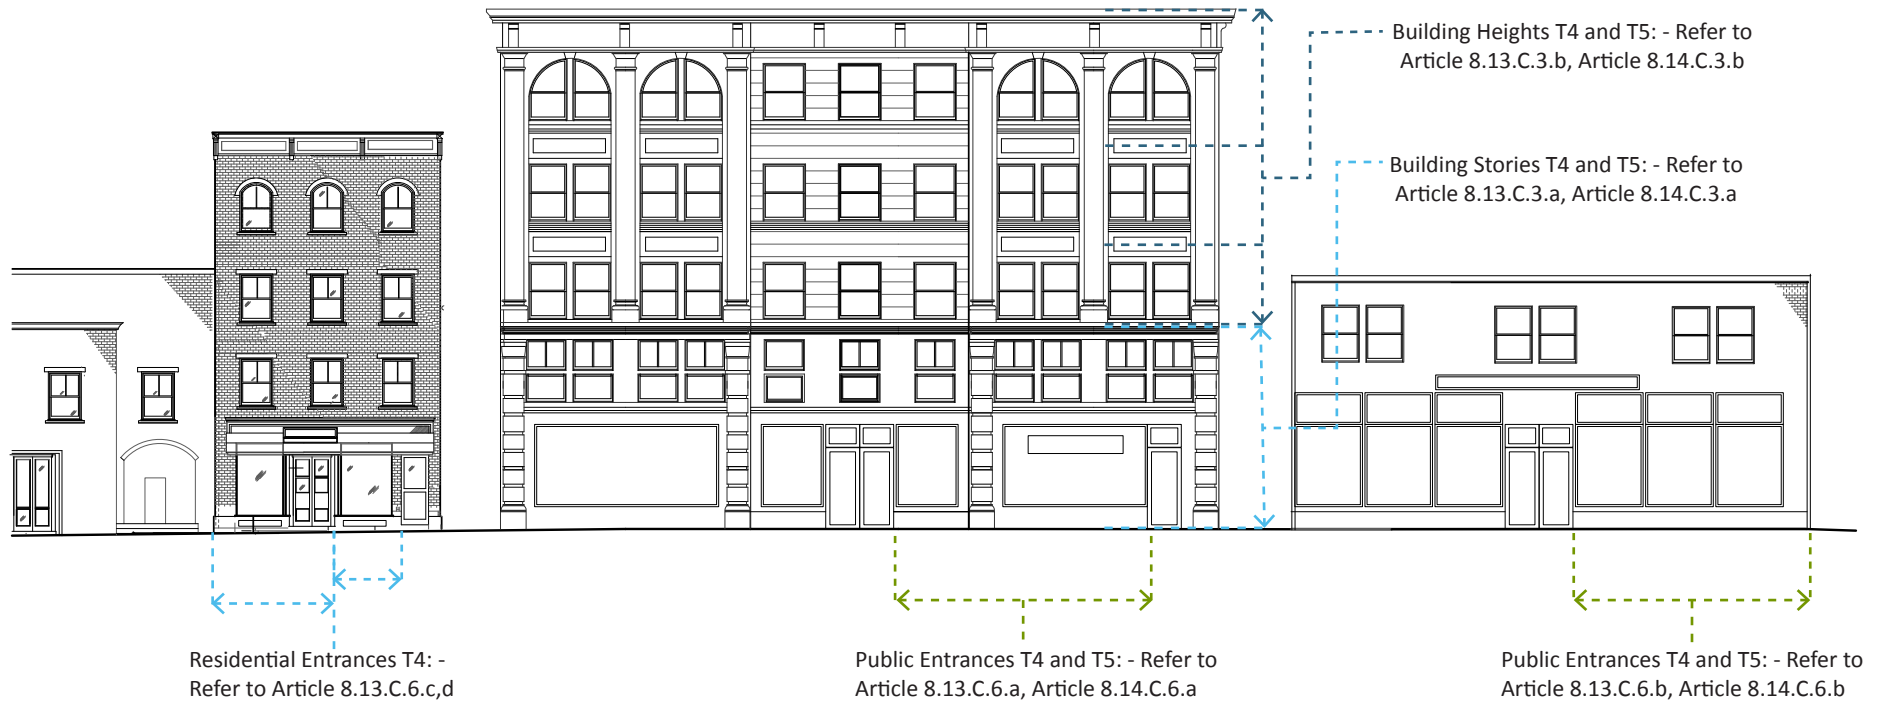 Building Heights T4 and T5: - Refer to
Article 8.13.C.3.b, Article 8.14.C.3.b
Building Stories T4 and T5: - Refer to
Article 8.13.C.3.a, Article 8.14.C.3.a
Residential Entrances T4: -
Refer to Article 8.13.C.6.c,d
Public Entrances T4 and T5: - Refer to
Article 8.13.C.6.a, Article 8.14.C.6.a
Public Entrances T4 and T5: - Refer to
Article 8.13.C.6.b, Article 8.14.C.6.b